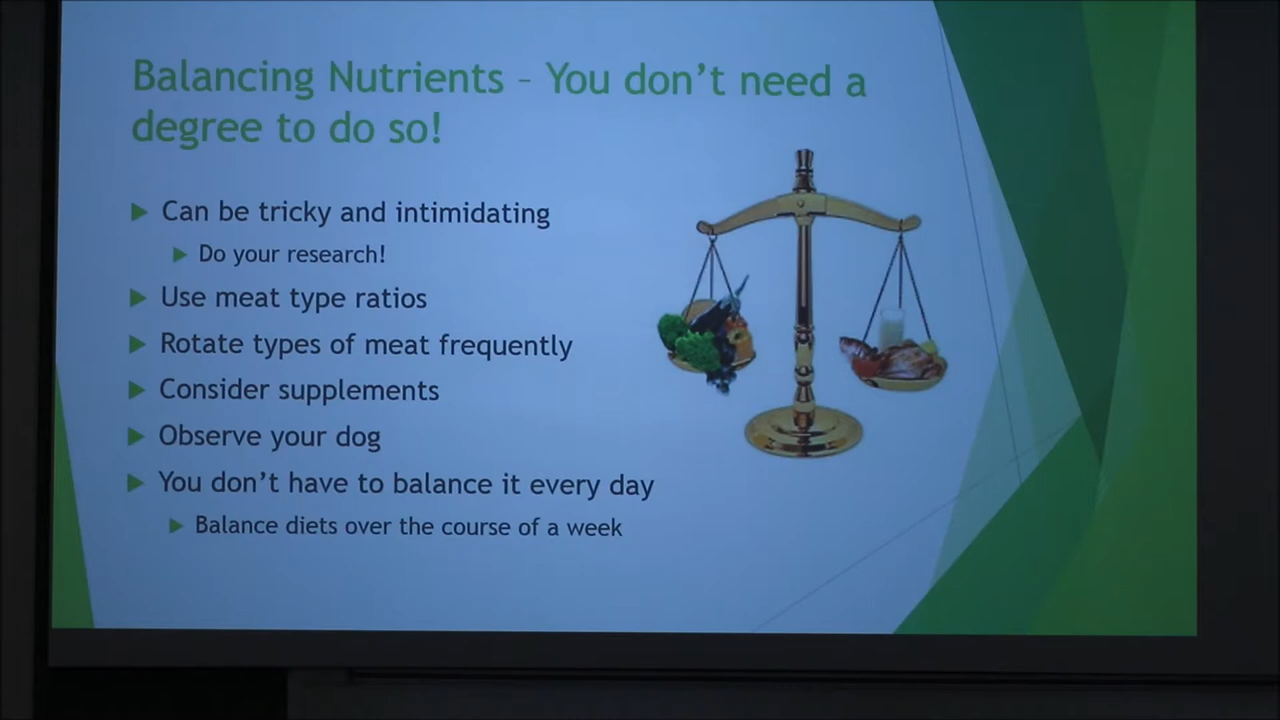 Balancing Nutrients – You don't need a
degree to do so!
Can be tricky and intimidating
Do your research!
Use meat type ratios
Rotate types of meat frequently
Consider supplements
Observe your dog
You don't have to balance it every day
Balance diets over the course of a week